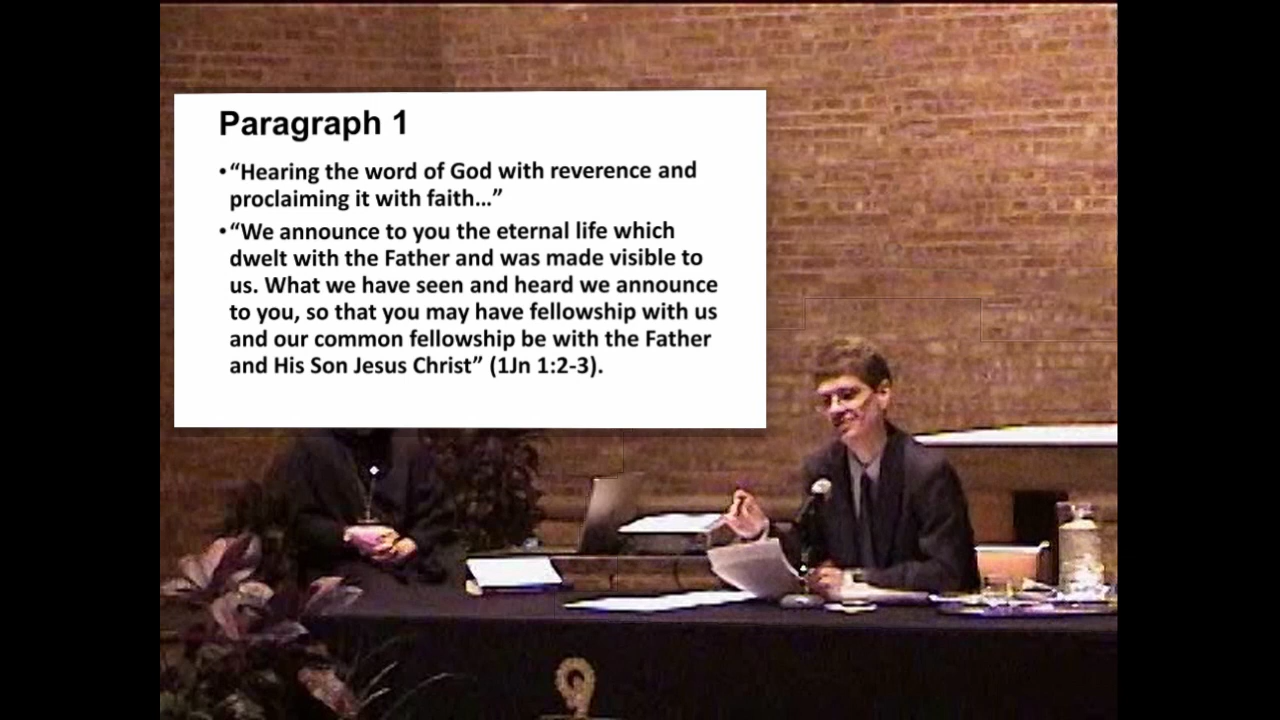 Paragraph 1
•“Hearing the word of God with reverence and
proclaiming it with faith…”
•“We announce to you the eternal life which
dwelt with the Father and was made visible to
us. What we have seen and heard we announce
to you, so that you may have fellowship with us
and our common fellowship be with the Father
and His Son Jesus Christ” (1Jn 1:2-3).